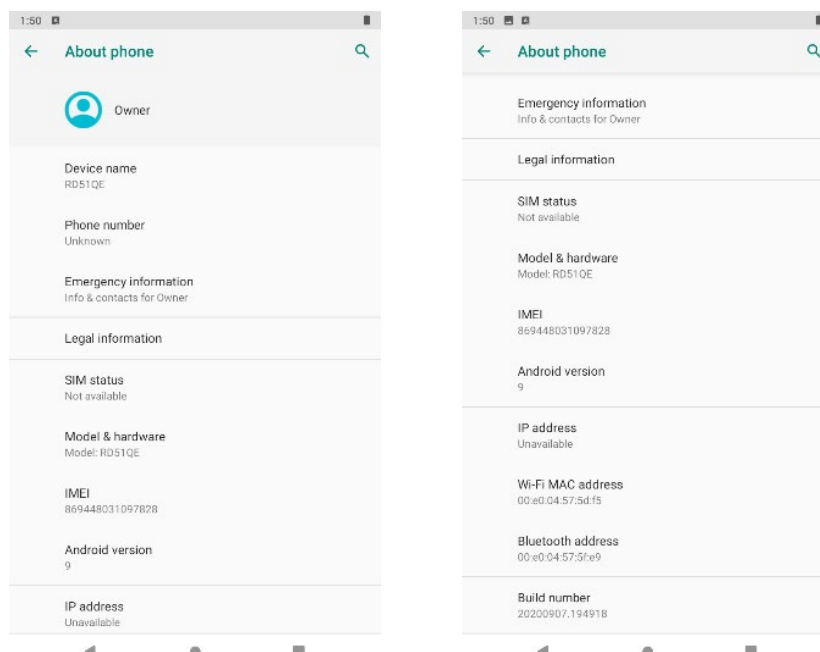 1:50
About phone
Owner
Device name
RD51QE
Phone number
Unknown
Emergency information
Info & contacts for Owner
Legal information
SIM status
Not available
Model & hardware
Model: RD51QE
IMEI
869448031097828
Android version
9
IP address
Unavailable
1:50
About phone
Emergency information
Info & contacts for Owner
Legal information
SIM status
Not available
Model & hardware
Model: RD51QE
IMEI
869448031097828
Android version
9
IP address
Unavailable
Wi-Fi MAC address
00:e0:04:57:5d:f5
Bluetooth address
00:e0:04:57:5f:e9
Build number
20200907.194918